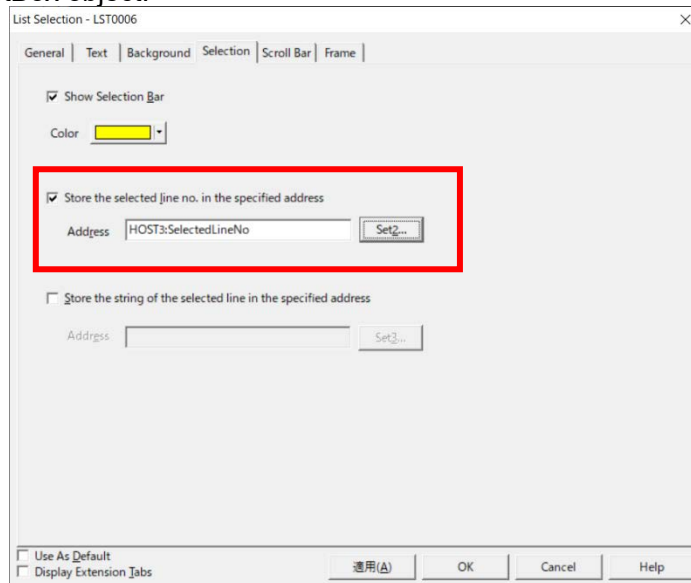 List Selection - LST0006
General Text Background Selection Scroll Bar Frame
Show Selection Bar
Color
Store the selected line no. in the specified address
Address HOST3:SelectedLineNo Set2...
Store the string of the selected line in the specified address
Address Set3...
Use As Default
Display Extension Tabs
適用(A) OK Cancel Help